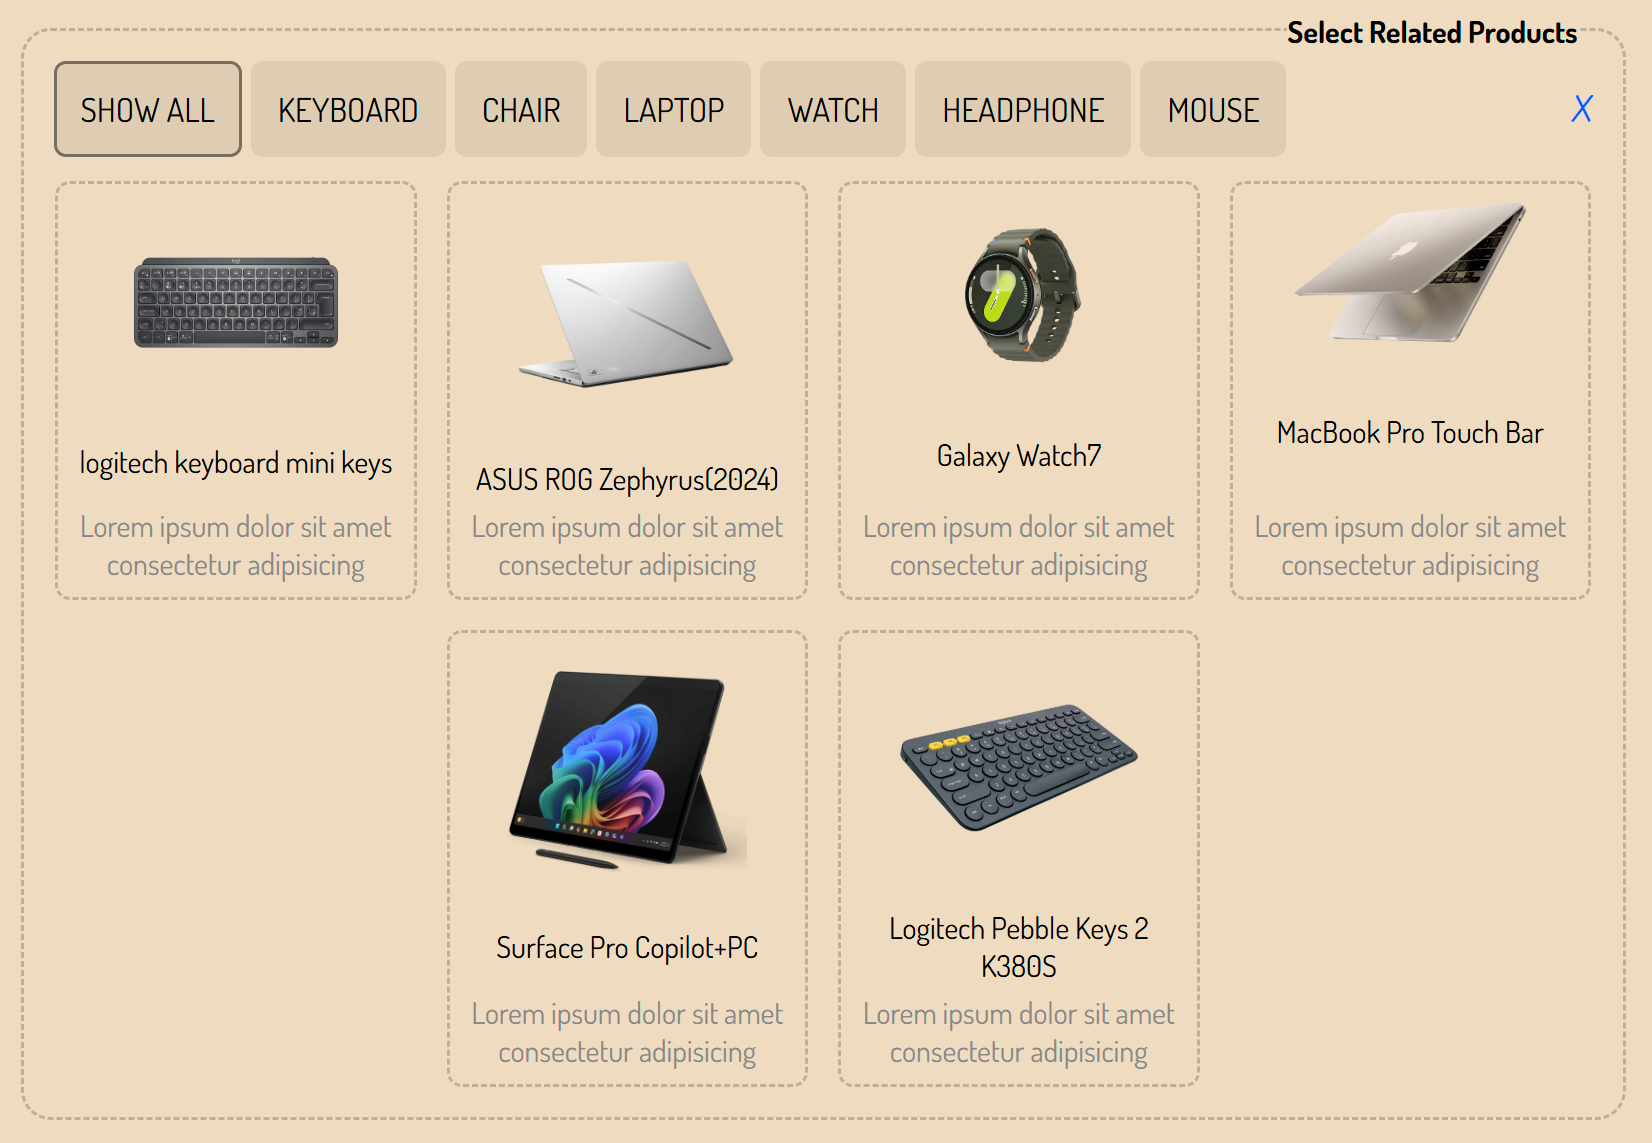 Select Related Products
SHOW ALL
KEYBOARD
CHAIR
LAPTOP
WATCH
HEADPHONE
MOUSE
X
logitech keyboard mini keys
Lorem ipsum dolor sit amet
consectetur adipisicing
ASUS ROG Zephyrus(2024)
Lorem ipsum dolor sit amet
consectetur adipisicing
Galaxy Watch7
Lorem ipsum dolor sit amet
consectetur adipisicing
MacBook Pro Touch Bar
Lorem ipsum dolor sit amet
consectetur adipisicing
Surface Pro Copilot+PC
Lorem ipsum dolor sit amet
consectetur adipisicing
Logitech Pebble Keys 2
K380S
Lorem ipsum dolor sit amet
consectetur adipisicing